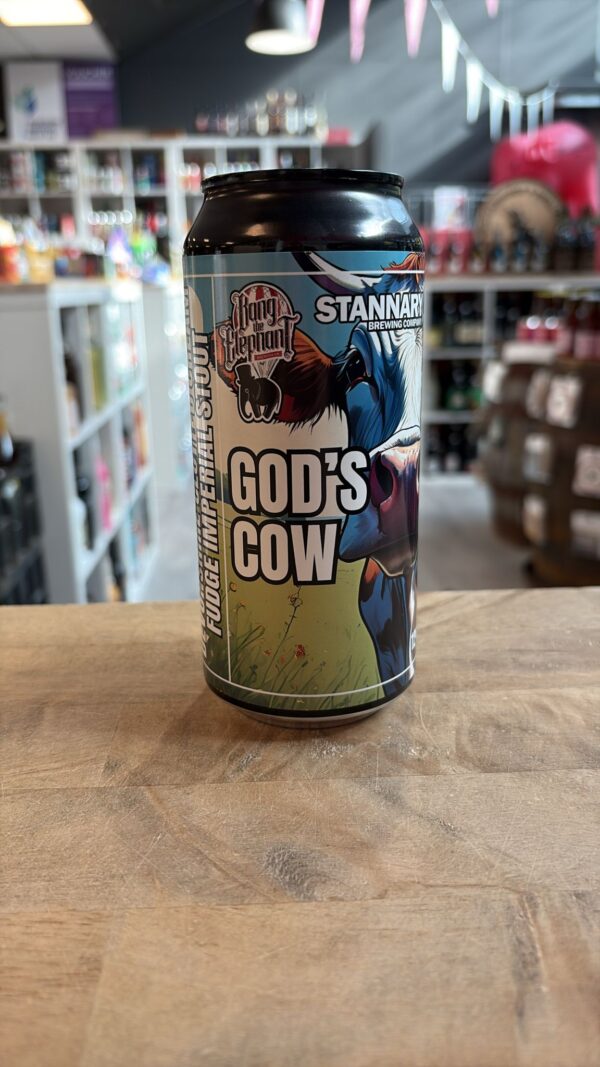 Bang
the
Elephant
STANNARY
BREWING COMPANY
GOD'S
COW
FUDGE IMPERIAL STOUT